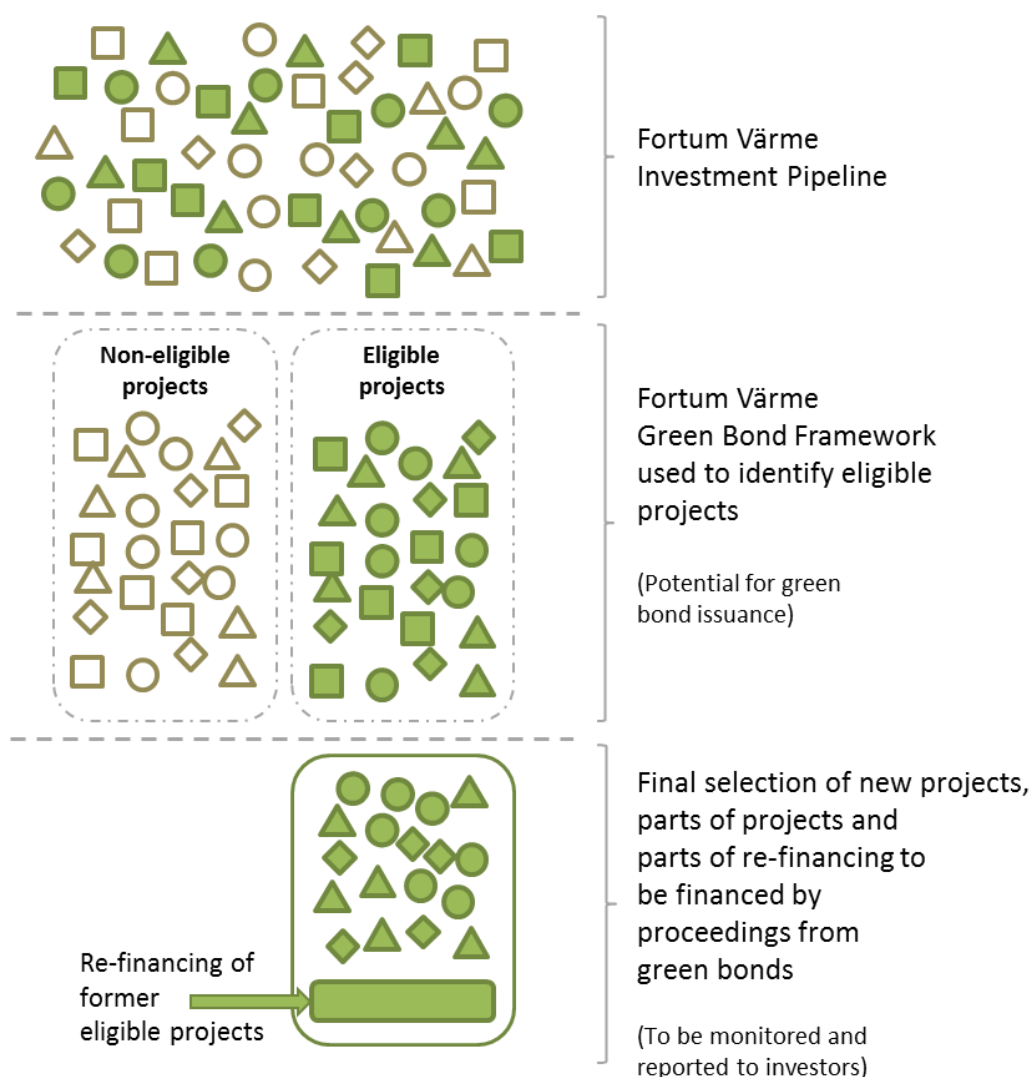 Fortum Värme
Investment Pipeline
Non-eligible
projects
Eligible
projects
Fortum Värme
Green Bond Framework
used to identify eligible
projects
(Potential for green
bond issuance)
Final selection of new projects,
parts of projects and
parts of re-financing to
be financed by
proceedings from
green bonds
(To be monitored and
reported to investors)
Re-financing of
former
eligible projects